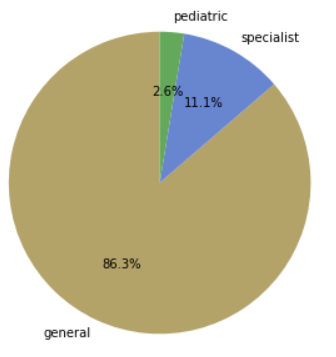 pediatric
specialist
2.6%
11.1%
86.3%
general